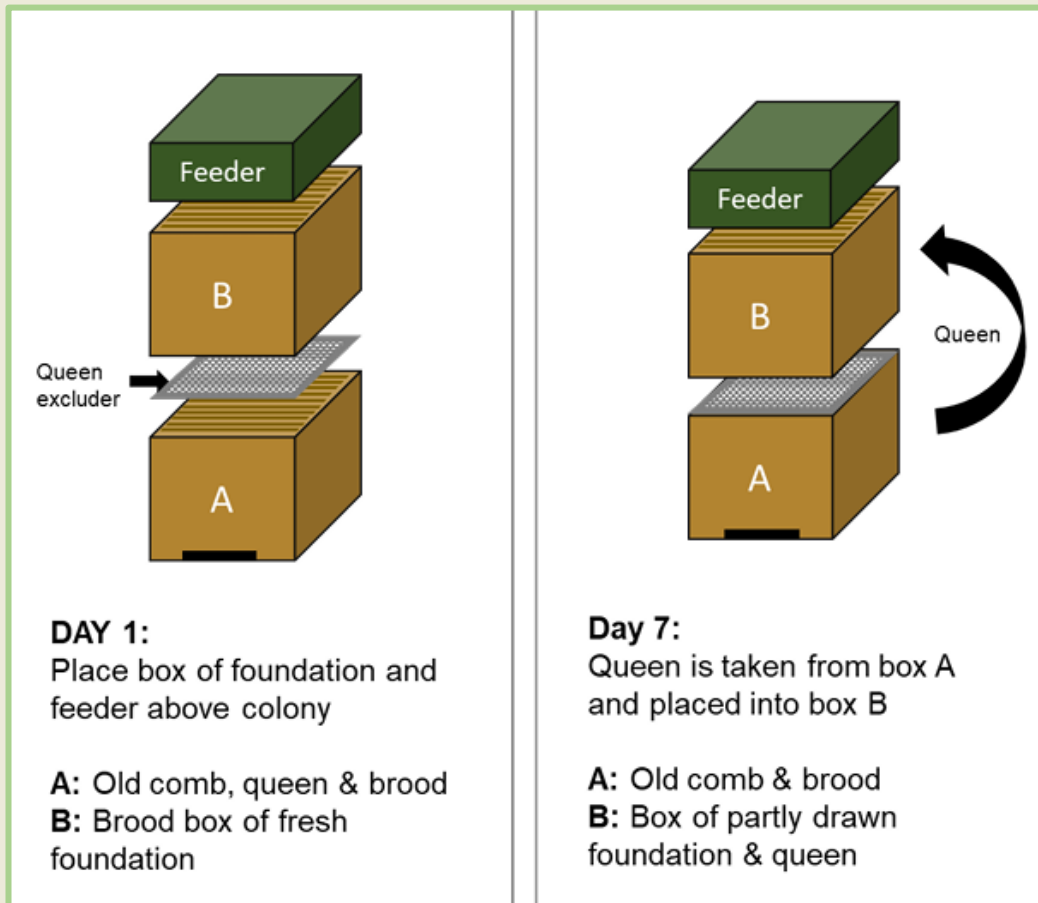 Feeder
B
Queen
excluder
A
DAY 1:
Place box of foundation and
feeder above colony
A: Old comb, queen & brood
B: Brood box of fresh
foundation
Feeder
B
Queen
A
Day 7:
Queen is taken from box A
and placed into box B
A: Old comb & brood
B: Box of partly drawn
foundation & queen